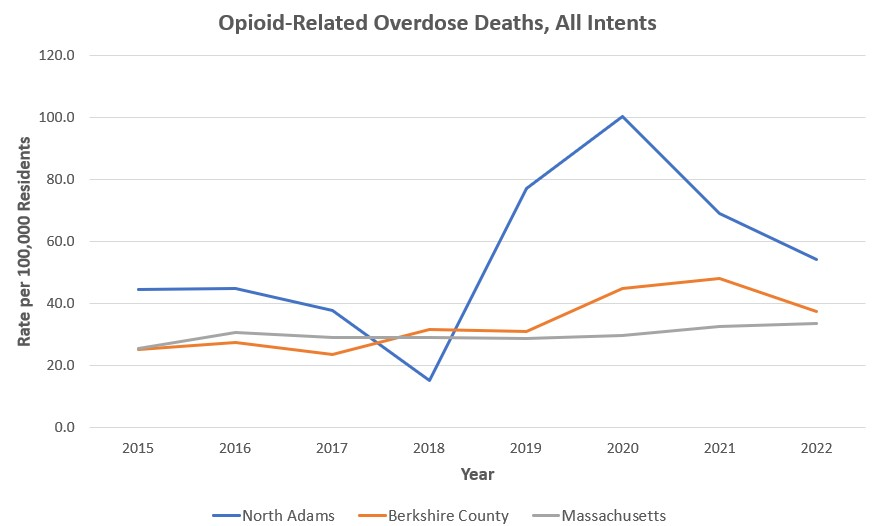 Opioid-Related Overdose Deaths, All Intents
120.0
100.0
80.0
60.0
40.0
20.0
0.0
Rate per 100,000 Residents
2015 2016 2017 2018 2019 2020 2021 2022
Year
North Adams Berkshire County Massachusetts